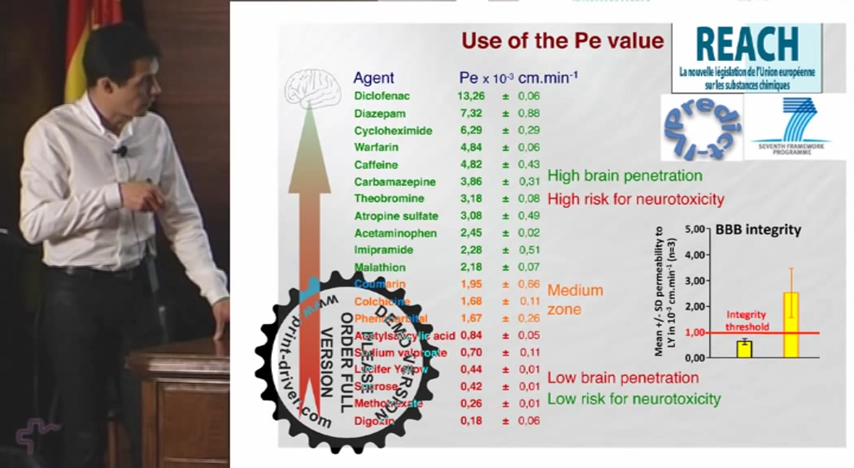 Use of the Pe value
REACH
La nouvelle législation de l'Union européenne
sur les substances chimiques
Predict-IV
SEVENTH FRAMEWORK
PROGRAMME
Agent Pe x 10-3 cm.min-1
Diclofenac 13,26 ± 0,06
Diazepam 7,32 ± 0,88
Cycloheximide 6,29 ± 0,29
Warfarin 4,84 ± 0,06
Caffeine 4,82 ± 0,43
Carbamazepine 3,86 ± 0,31
Theobromine 3,18 ± 0,08
Atropine sulfate 3,08 ± 0,49
Acetaminophen 2,45 ± 0,02
Imipramide 2,28 ± 0,51
Malathion 2,18 ± 0,07
Coumarin 1,95 ± 0,66
Colchicine 1,68 ± 0,11
Phenobarbital 1,67 ± 0,26
Acetylsalicylic acid 0,84 ± 0,05
Sodium valproate 0,70 ± 0,11
Lucifer Yellow 0,44 ± 0,01
Sucrose 0,42 ± 0,01
Methotrexate 0,26 ± 0,01
Digoxin 0,18 ± 0,06
High brain penetration
High risk for neurotoxicity
Medium
zone
Low brain penetration
Low risk for neurotoxicity
BBB integrity
Mean +/- SD permeability to
LY in 10-3 cm.min-1 (n=3)
5,00
4,00
3,00
2,00
1,00
0,00
Integrity
threshold
DEMO VERSION
PLEASE
ORDER FULL
VERSION
www
print-driver.com